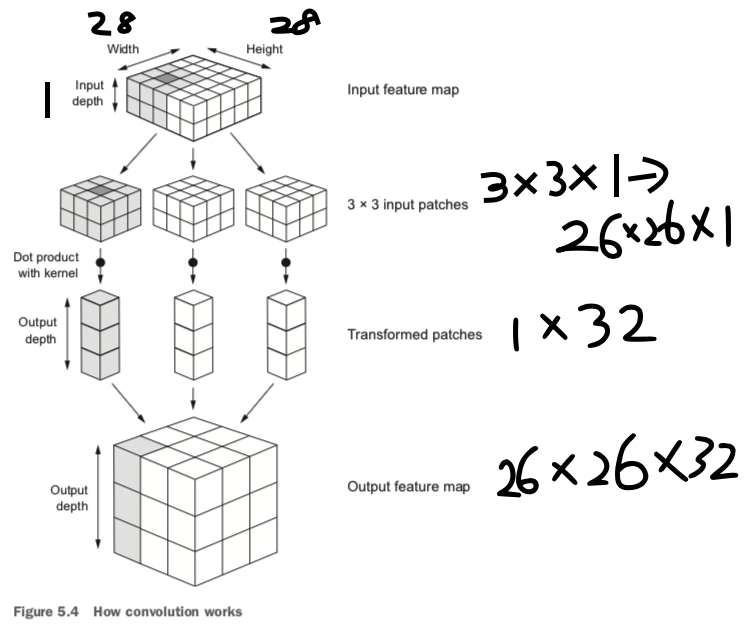 28
28
Width
Height
1
Input
depth
Input feature map
3 × 3 input patches
3×3×1→
26×26×1
Dot product
with kernel
Output
depth
Transformed patches
1×32
Output
depth
Output feature map
26×26×32
Figure 5.4 How convolution works